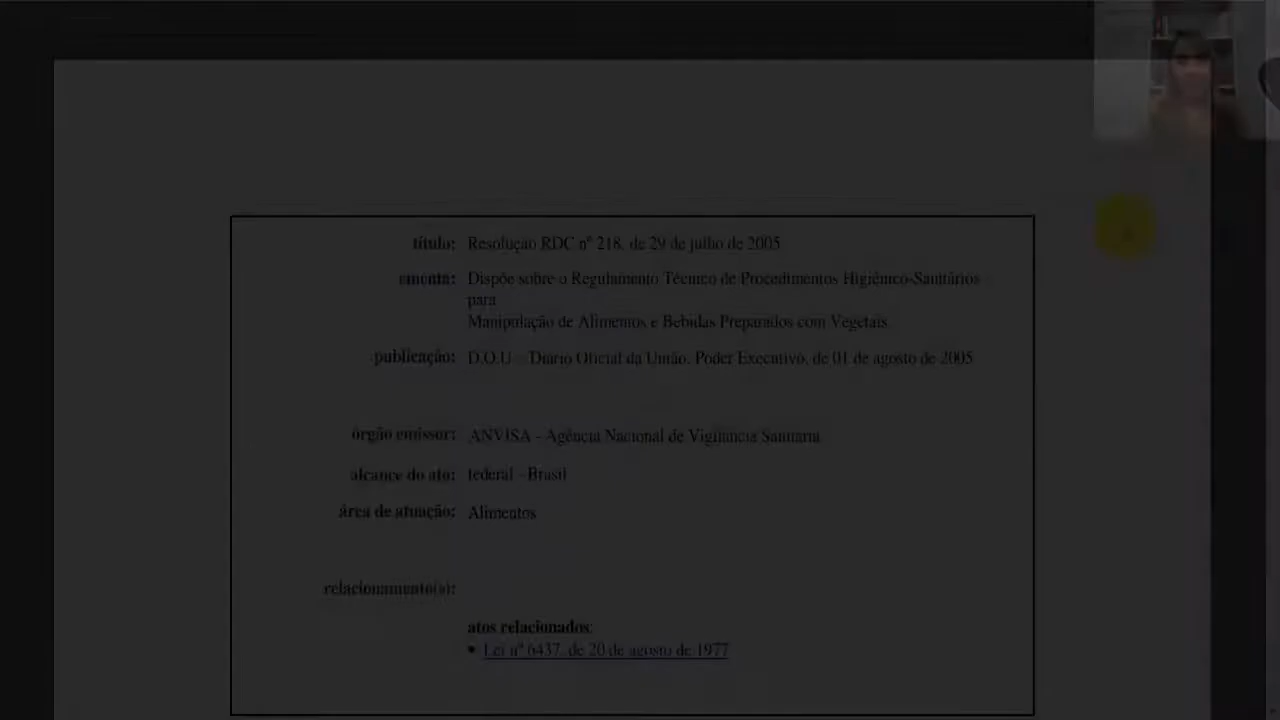 título: Resolução RDC nº 218, de 29 de julho de 2005
ementa: Dispõe sobre o Regulamento Técnico de Procedimentos Higiênico-Sanitários
para
Manipulação de Alimentos e Bebidas Preparados com Vegetais.
publicação: D.O.U. - Diário Oficial da União; Poder Executivo, de 01 de agosto de 2005
órgão emissor: ANVISA - Agência Nacional de Vigilância Sanitária
alcance do ato: federal - Brasil
área de atuação: Alimentos
relacionamento(s):
atos relacionados:
• Lei nº 6437, de 20 de agosto de 1977